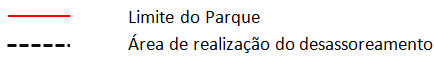 Limite do Parque
Área de realização do desassoreamento